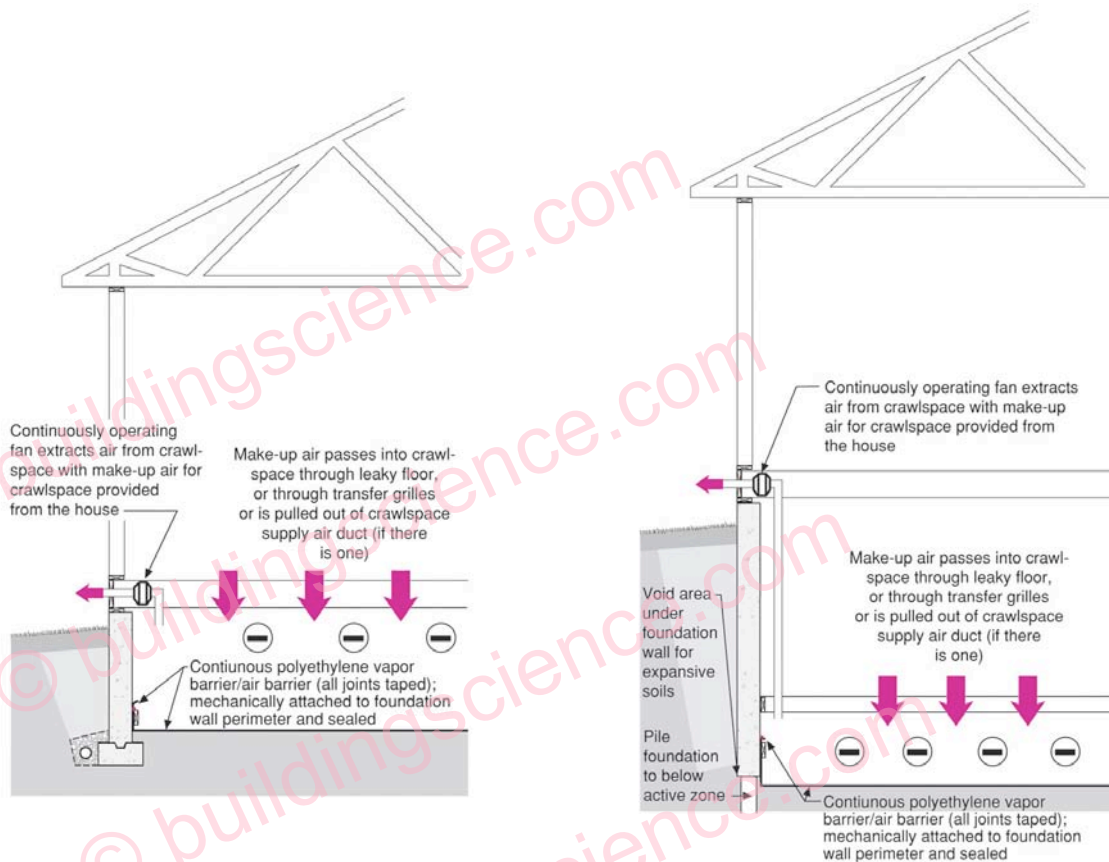 Continuously operating
fan extracts air from crawl-
space with make-up air for
crawlspace provided
from the house
Make-up air passes into crawl-
space through leaky floor,
or through transfer grilles
or is pulled out of crawlspace
supply air duct (if there
is one)
Contiunous polyethylene vapor
barrier/air barrier (all joints taped);
mechanically attached to foundation
wall perimeter and sealed
Continuously operating fan extracts
air from crawlspace with make-up
air for crawlspace provided from
the house
Make-up air passes into crawl-
space through leaky floor,
or through transfer grilles
or is pulled out of crawlspace
supply air duct (if there
is one)
Void area
under
foundation
wall for
expansive
soils
Pile
foundation
to below
active zone
Contiunous polyethylene vapor
barrier/air barrier (all joints taped);
mechanically attached to foundation
wall perimeter and sealed
buildingscience.com
© buildingscience.com
© buildingscience.com